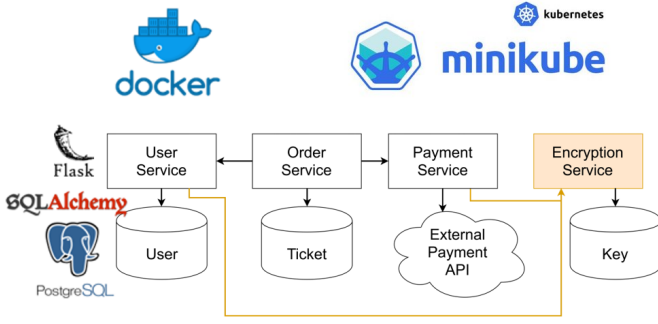 docker
kubernetes
minikube
Flask
SQLAlchemy
PostgreSQL
User
Service
Order
Service
Payment
Service
Encryption
Service
User
Ticket
External
Payment
API
Key